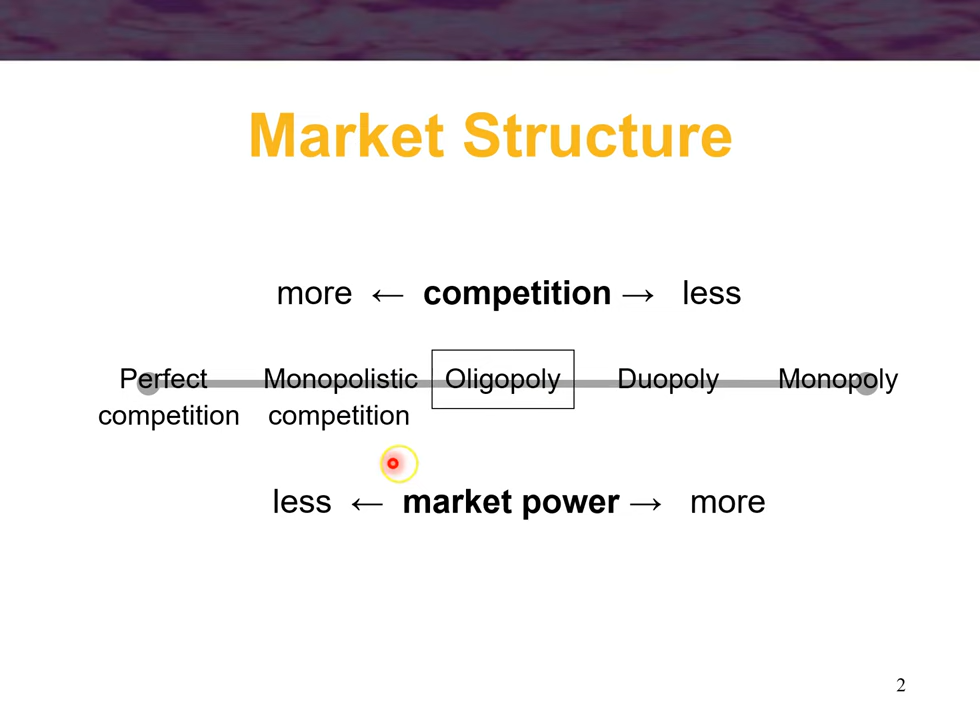 Market Structure
more ← competition → less
Perfect Monopolistic Oligopoly Duopoly Monopoly
competition competition
less ← market power → more
2